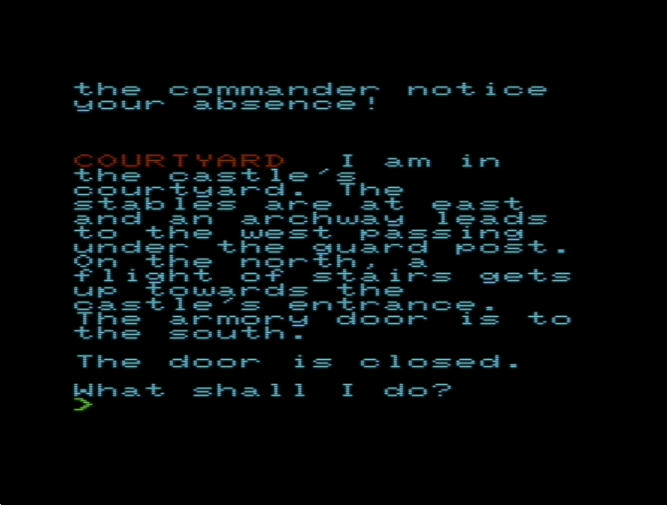 the commander notice
your absence!
COURTYARD I am in
the castle's
courtyard. The
stables are at east
and an archway leads
to the west passing
under the guard post.
On the north, a
flight of stairs gets
up towards the
castle's entrance.
The armory door is to
the south.
The door is closed.
What shall I do?
>